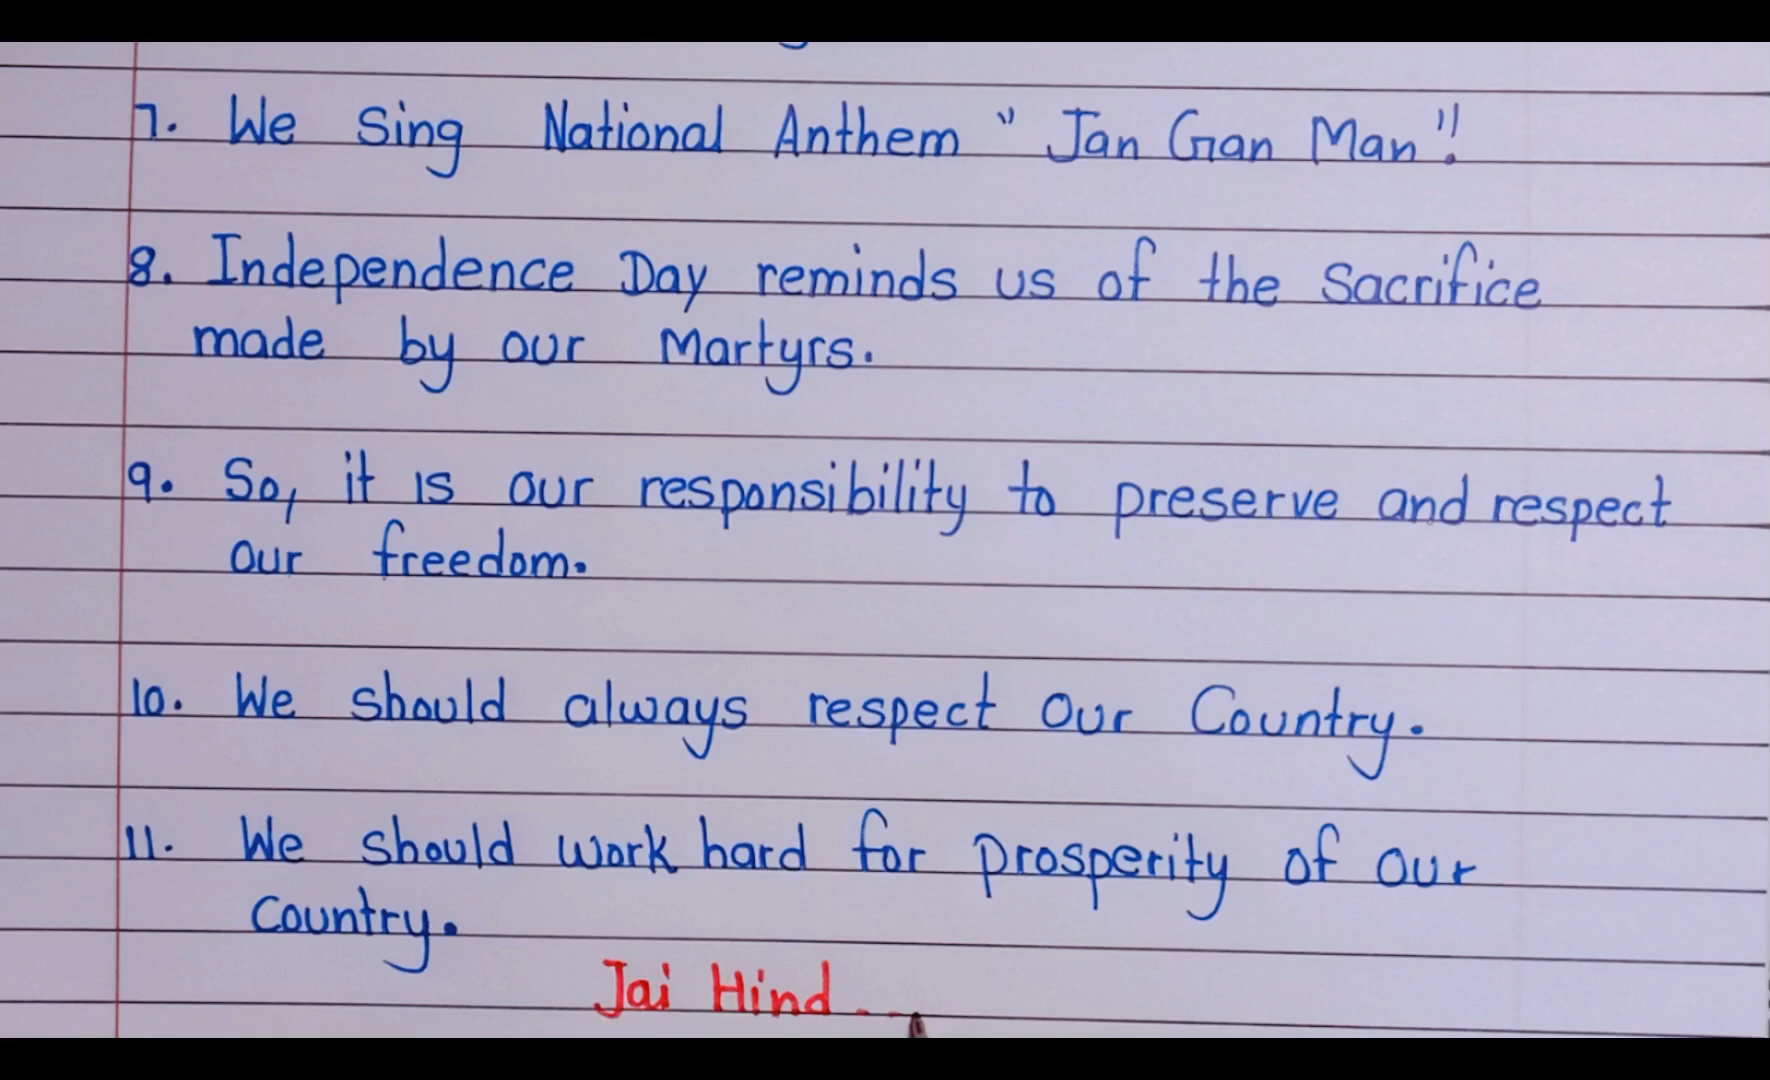 7. We Sing National Anthem "Jan Gan Man".
8. Independence Day reminds us of the Sacrifice
made by our Martyrs.
9. So, it is our responsibility to preserve and respect
our freedom.
10. We should always respect our Country.
11. We should work hard for prosperity of our
Country.
Jai Hind..